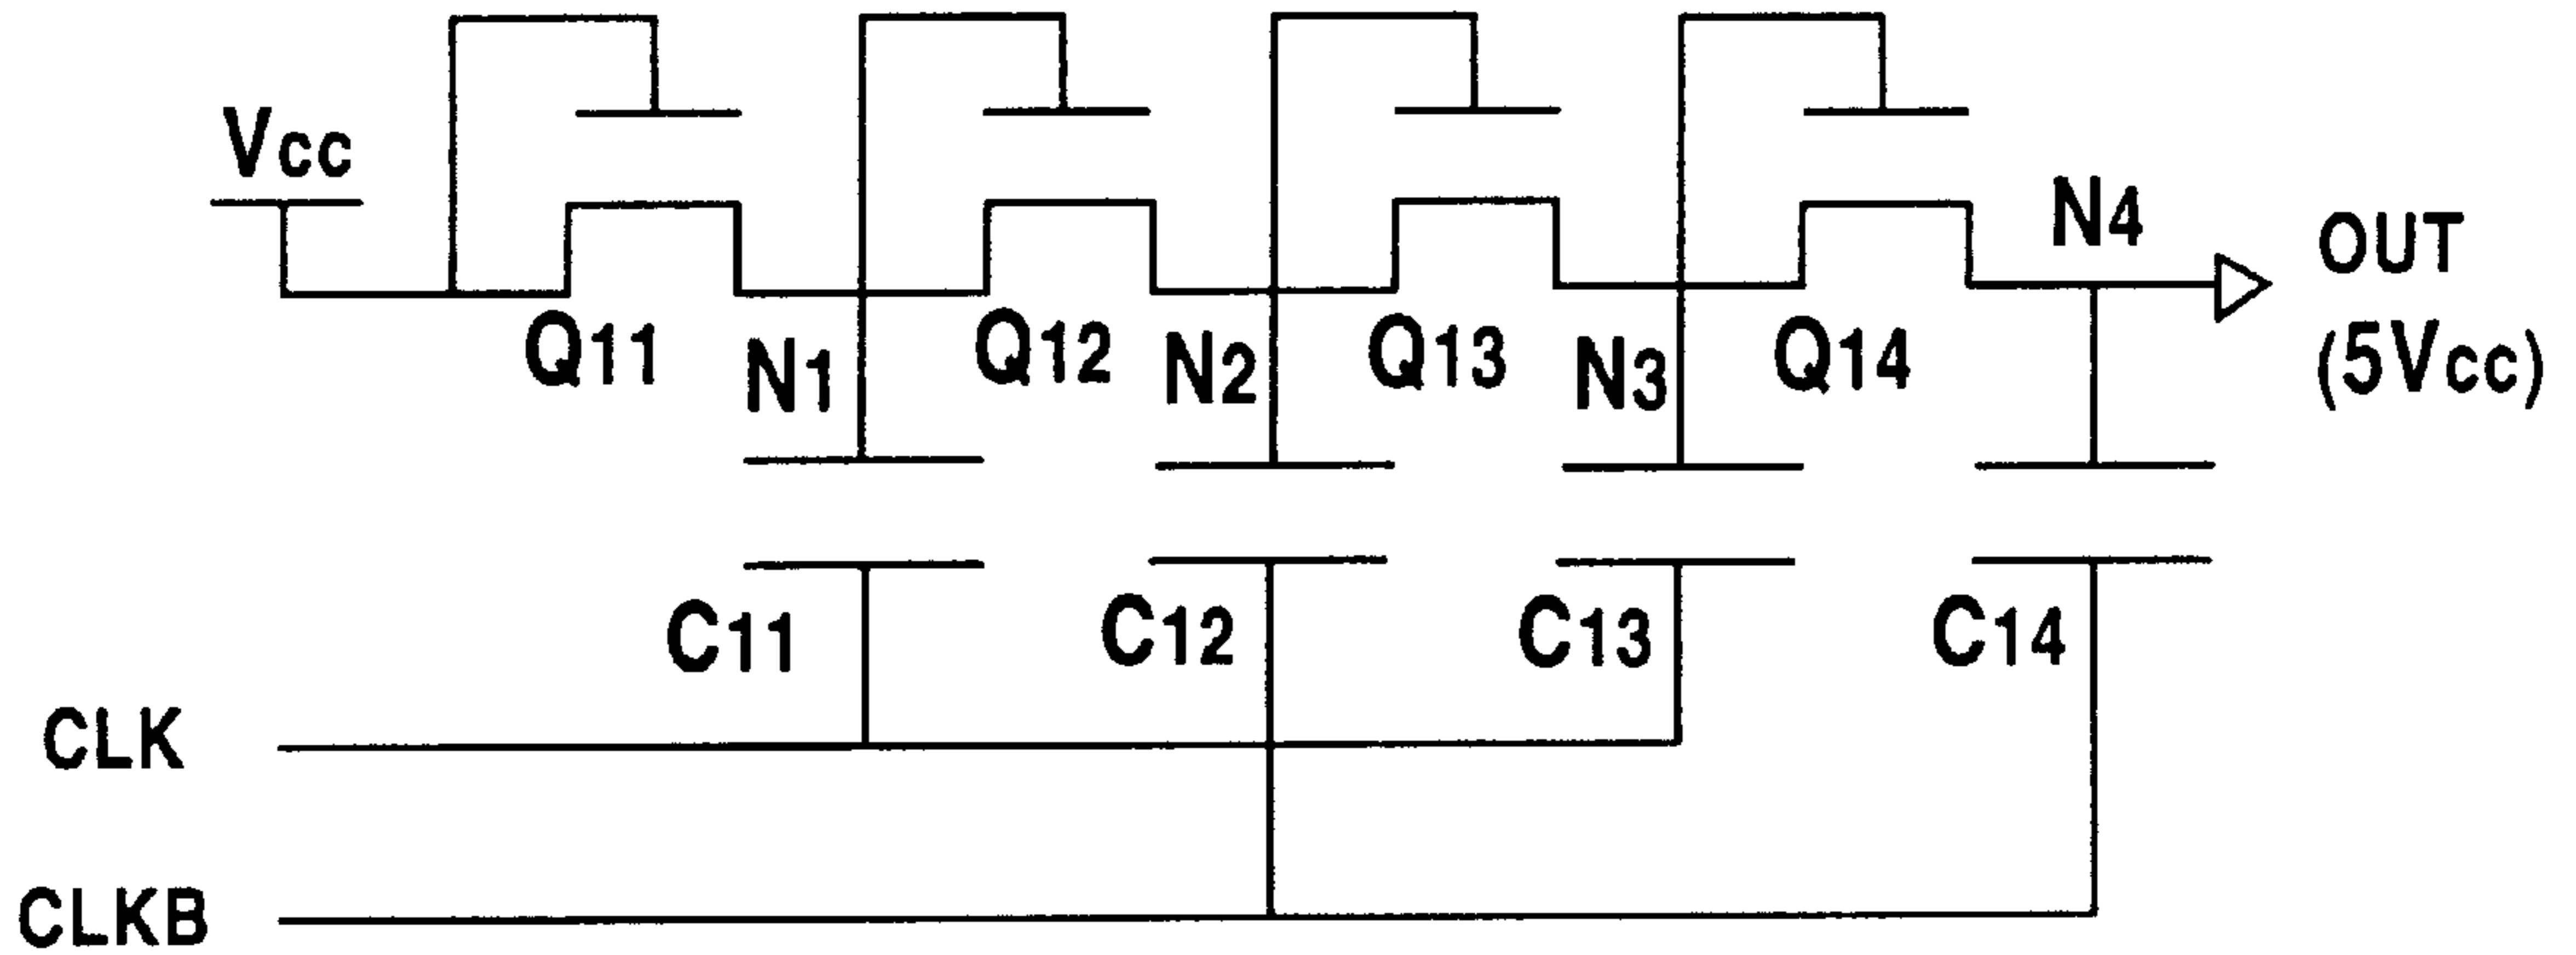 Vcc
N4
OUT
(5Vcc)
Q11
N1
Q12
N2
Q13
N3
Q14
C11
C12
C13
C14
CLK
CLKB